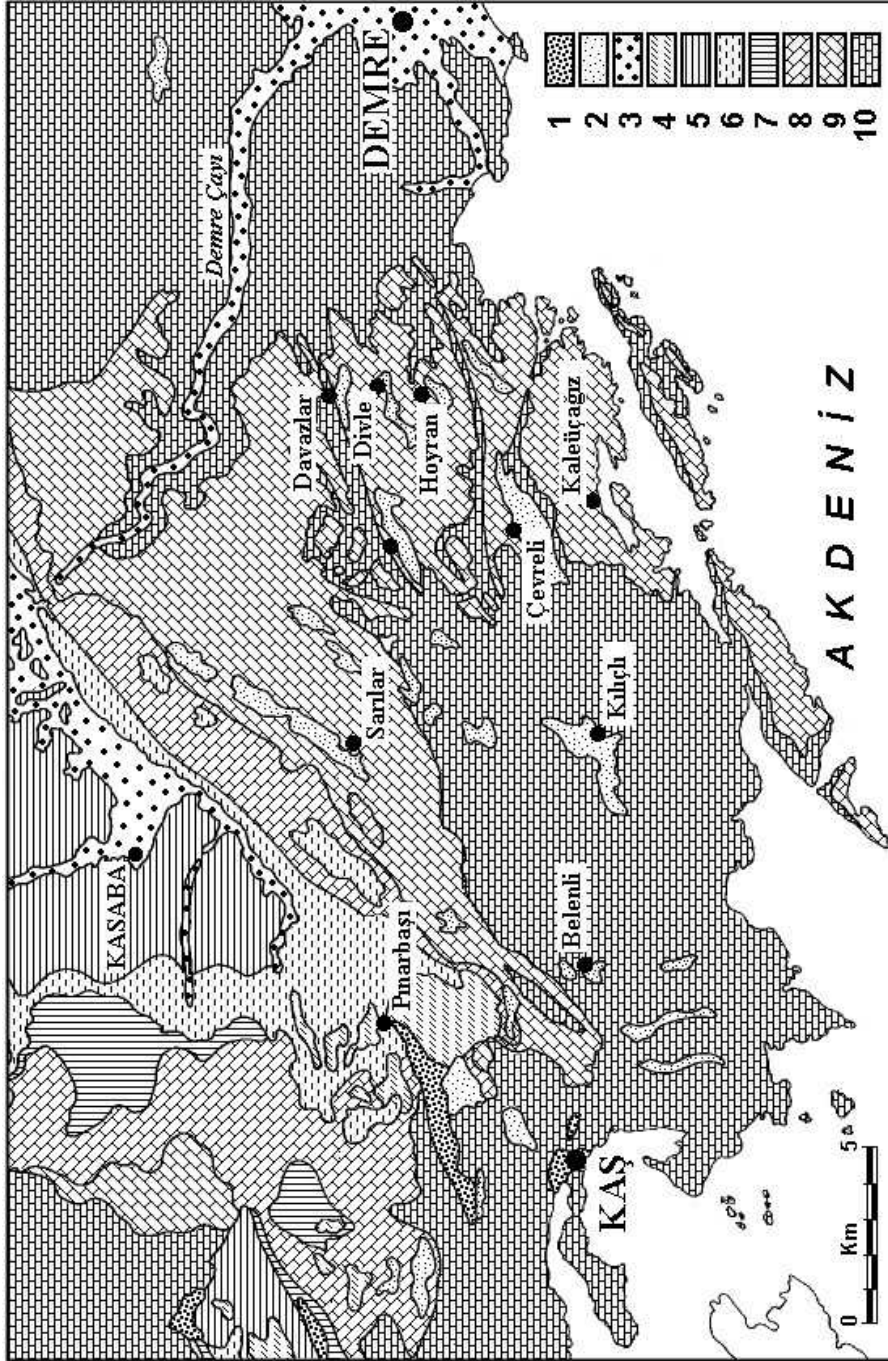 Demre Çayı
DEMRE
KASABA
Davazlar
Divle
Hoyran
Sarılar
Pınarbaşı
Çevreli
Kaleüçağız
Kılıçlı
Belenli
KAŞ
AKDENİZ
0 Km 5
1
2
3
4
5
6
7
8
9
10